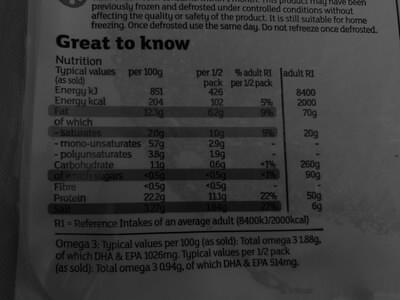 previously frozen and defrosted under controlled conditions without
affecting the quality or safety of the product. It is still suitable for home
freezing. Once defrosted use the same day. Do not refreeze once defrosted.
Great to know
Nutrition
Typical values per 100g per 1/2 % adult RI adult RI
(as sold) pack per 1/2 pack
Energy kJ 851 426 8400
Energy kcal 204 102 5% 2000
Fat 12.3g 6.2g 9% 70g
of which
- saturates 2.0g 1.0g 5% 20g
- mono-unsaturates 5.7g 2.9g - -
- polyunsaturates 3.8g 1.9g - -
Carbohydrate 1.1g 0.6g <1% 260g
of which sugars <0.5g <0.5g <1% 90g
Fibre <0.5g <0.5g - -
Protein 22.2g 11.1g 22% 50g
Salt 27% 6g
RI = Reference Intakes of an average adult (8400kJ/2000kcal)
Omega 3: Typical values per 100g (as sold): Total omega 3 1.88g,
of which DHA & EPA 1026mg. Typical values per 1/2 pack
(as sold): Total omega 3 0.94g, of which DHA & EPA 514mg.